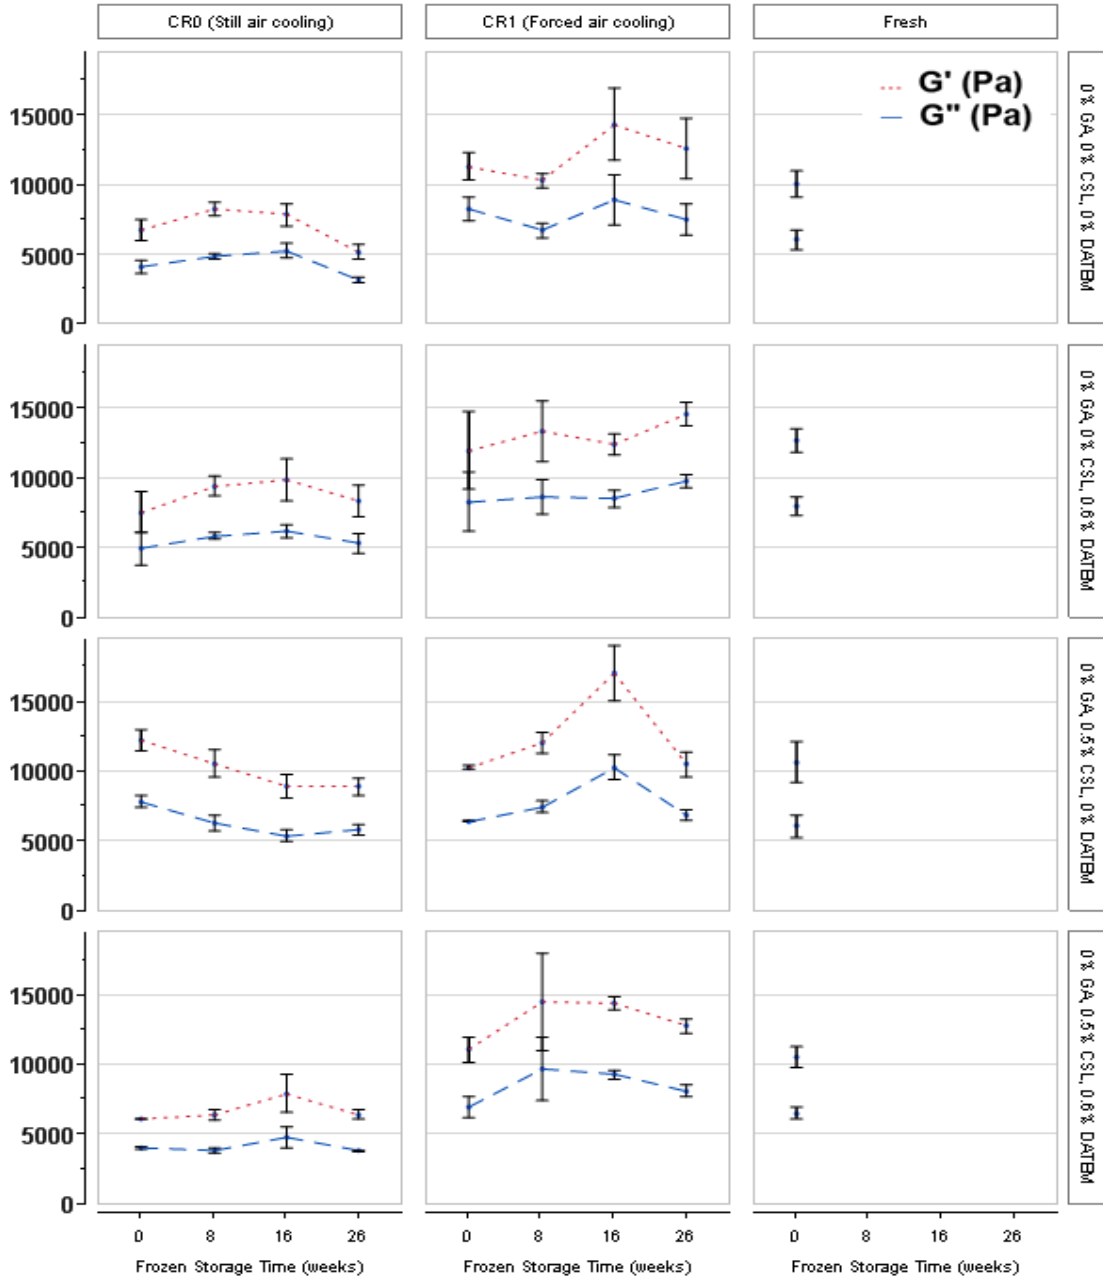 CR0 (Still air cooling) CR1 (Forced air cooling) Fresh
G' (Pa)
G" (Pa)
15000
10000
5000
0
0% GA, 0% CSL, 0% DATEM
15000
10000
5000
0
0% GA, 0% CSL, 0.6% DATEM
15000
10000
5000
0
0% GA, 0.5% CSL, 0% DATEM
15000
10000
5000
0
0% GA, 0.5% CSL, 0.6% DATEM
0 8 16 26 0 8 16 26 0 8 16 26
Frozen Storage Time (weeks) Frozen Storage Time (weeks) Frozen Storage Time (weeks)